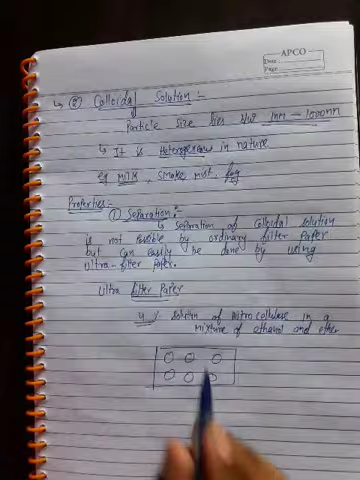 APCO
Date
Page
↳ (2) Colloidal Solution :-
Particle Size lies b/w 1nm - 1000nm
↳ It is Heterogeneous in nature
eg Milk, smoke mist, fog
Properties:-
① Separation:-
↳ Separation of Colloidal solution
is not Possible by ordinary filter Paper
but can easily be done by using
ultra-filter Paper.
Ultra filter Paper
↳ solution of nitrocellulose in a
mixture of ethanol and ether